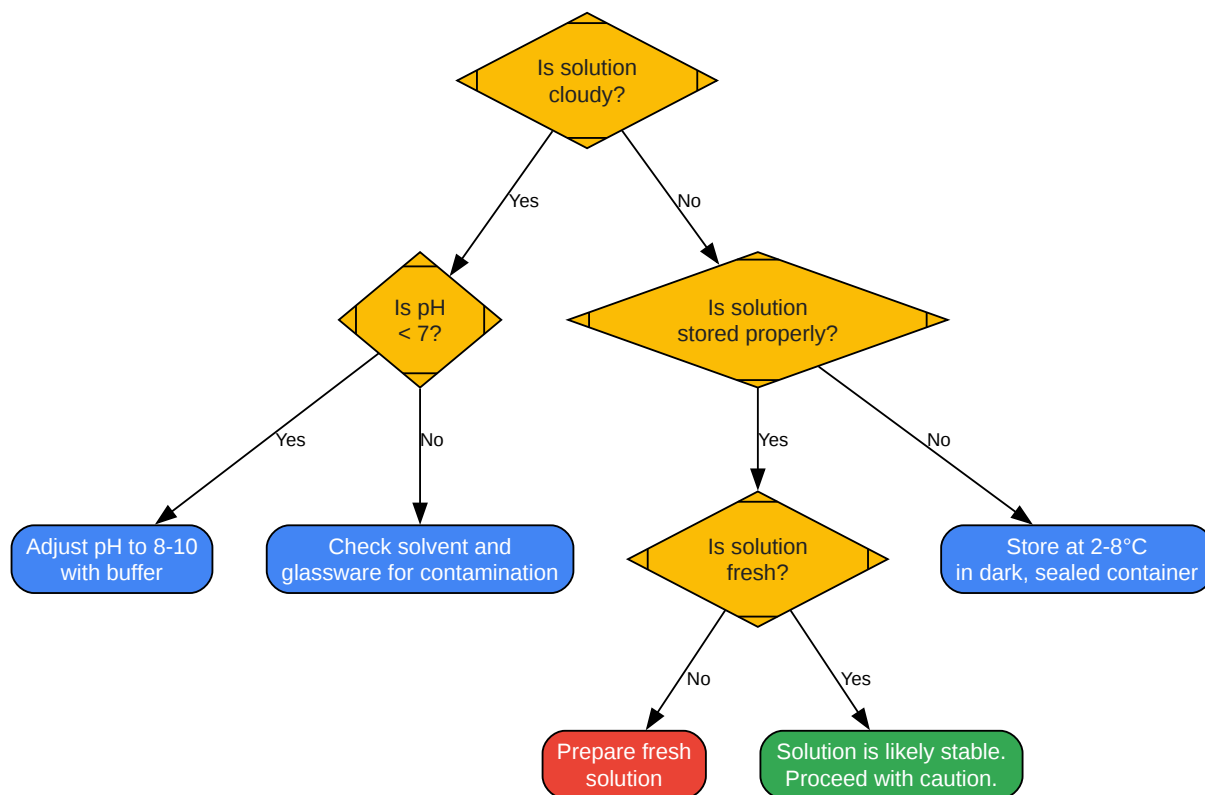 Is solution
cloudy?
Yes
No
Is pH
< 7?
Is solution
stored properly?
Yes
No
Yes
No
Adjust pH to 8-10
with buffer
Check solvent and
glassware for contamination
Is solution
fresh?
Store at 2-8°C
in dark, sealed container
No
Yes
Prepare fresh
solution
Solution is likely stable.
Proceed with caution.